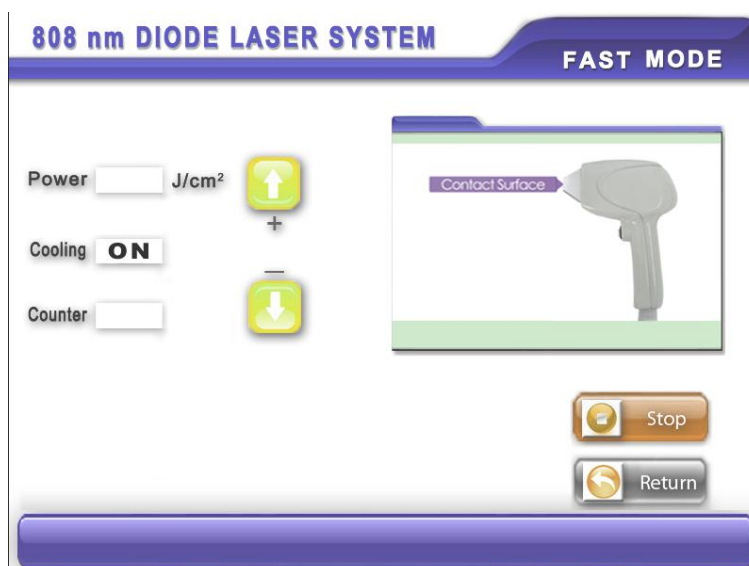 808 nm DIODE LASER SYSTEM
FAST MODE
Power J/cm²
+
Cooling ON
—
Counter
Contact Surface
Stop
Return